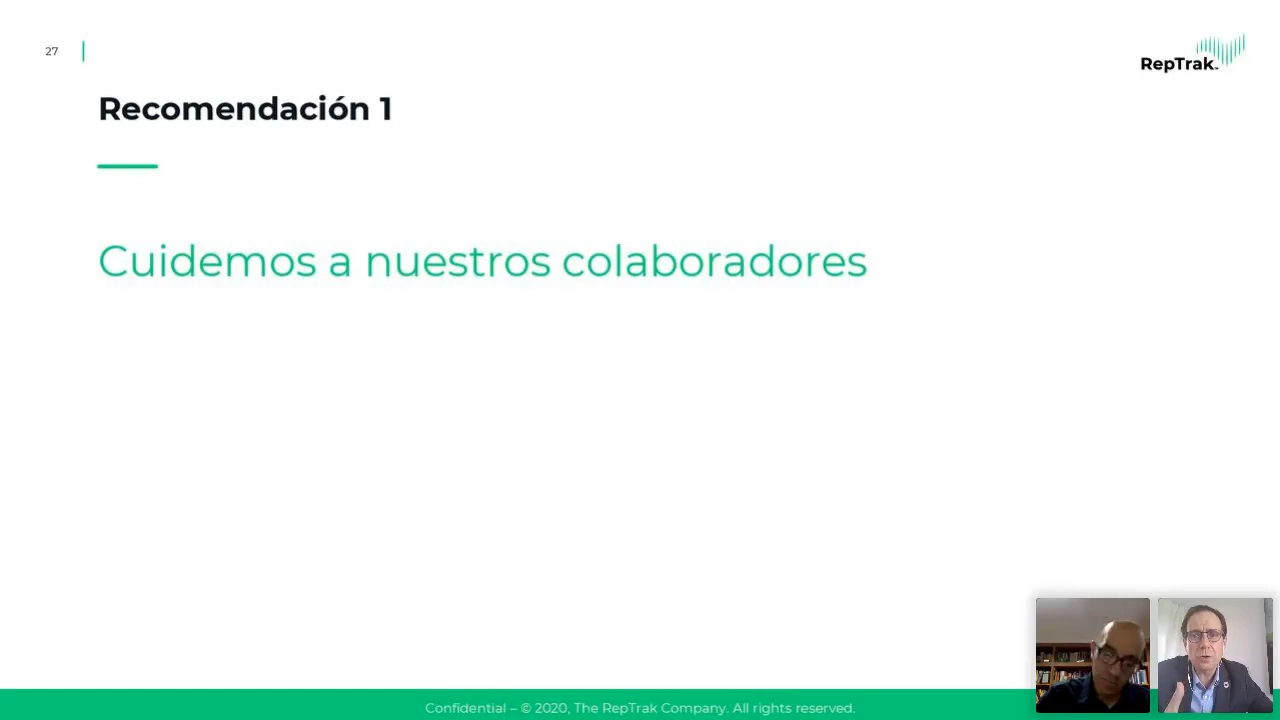 27
RepTrak
Recomendación 1
Cuidemos a nuestros colaboradores
Confidential – © 2020, The RepTrak Company. All rights reserved.